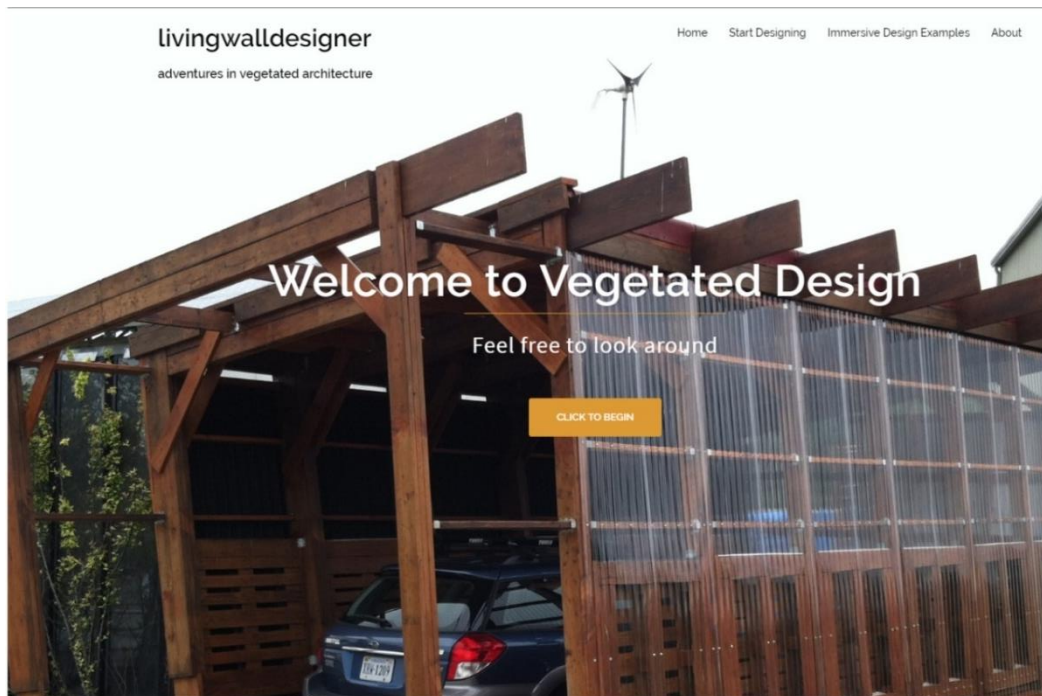 livingwalldesigner
adventures in vegetated architecture
Home Start Designing Immersive Design Examples About
Welcome to Vegetated Design
Feel free to look around
CLICK TO BEGIN